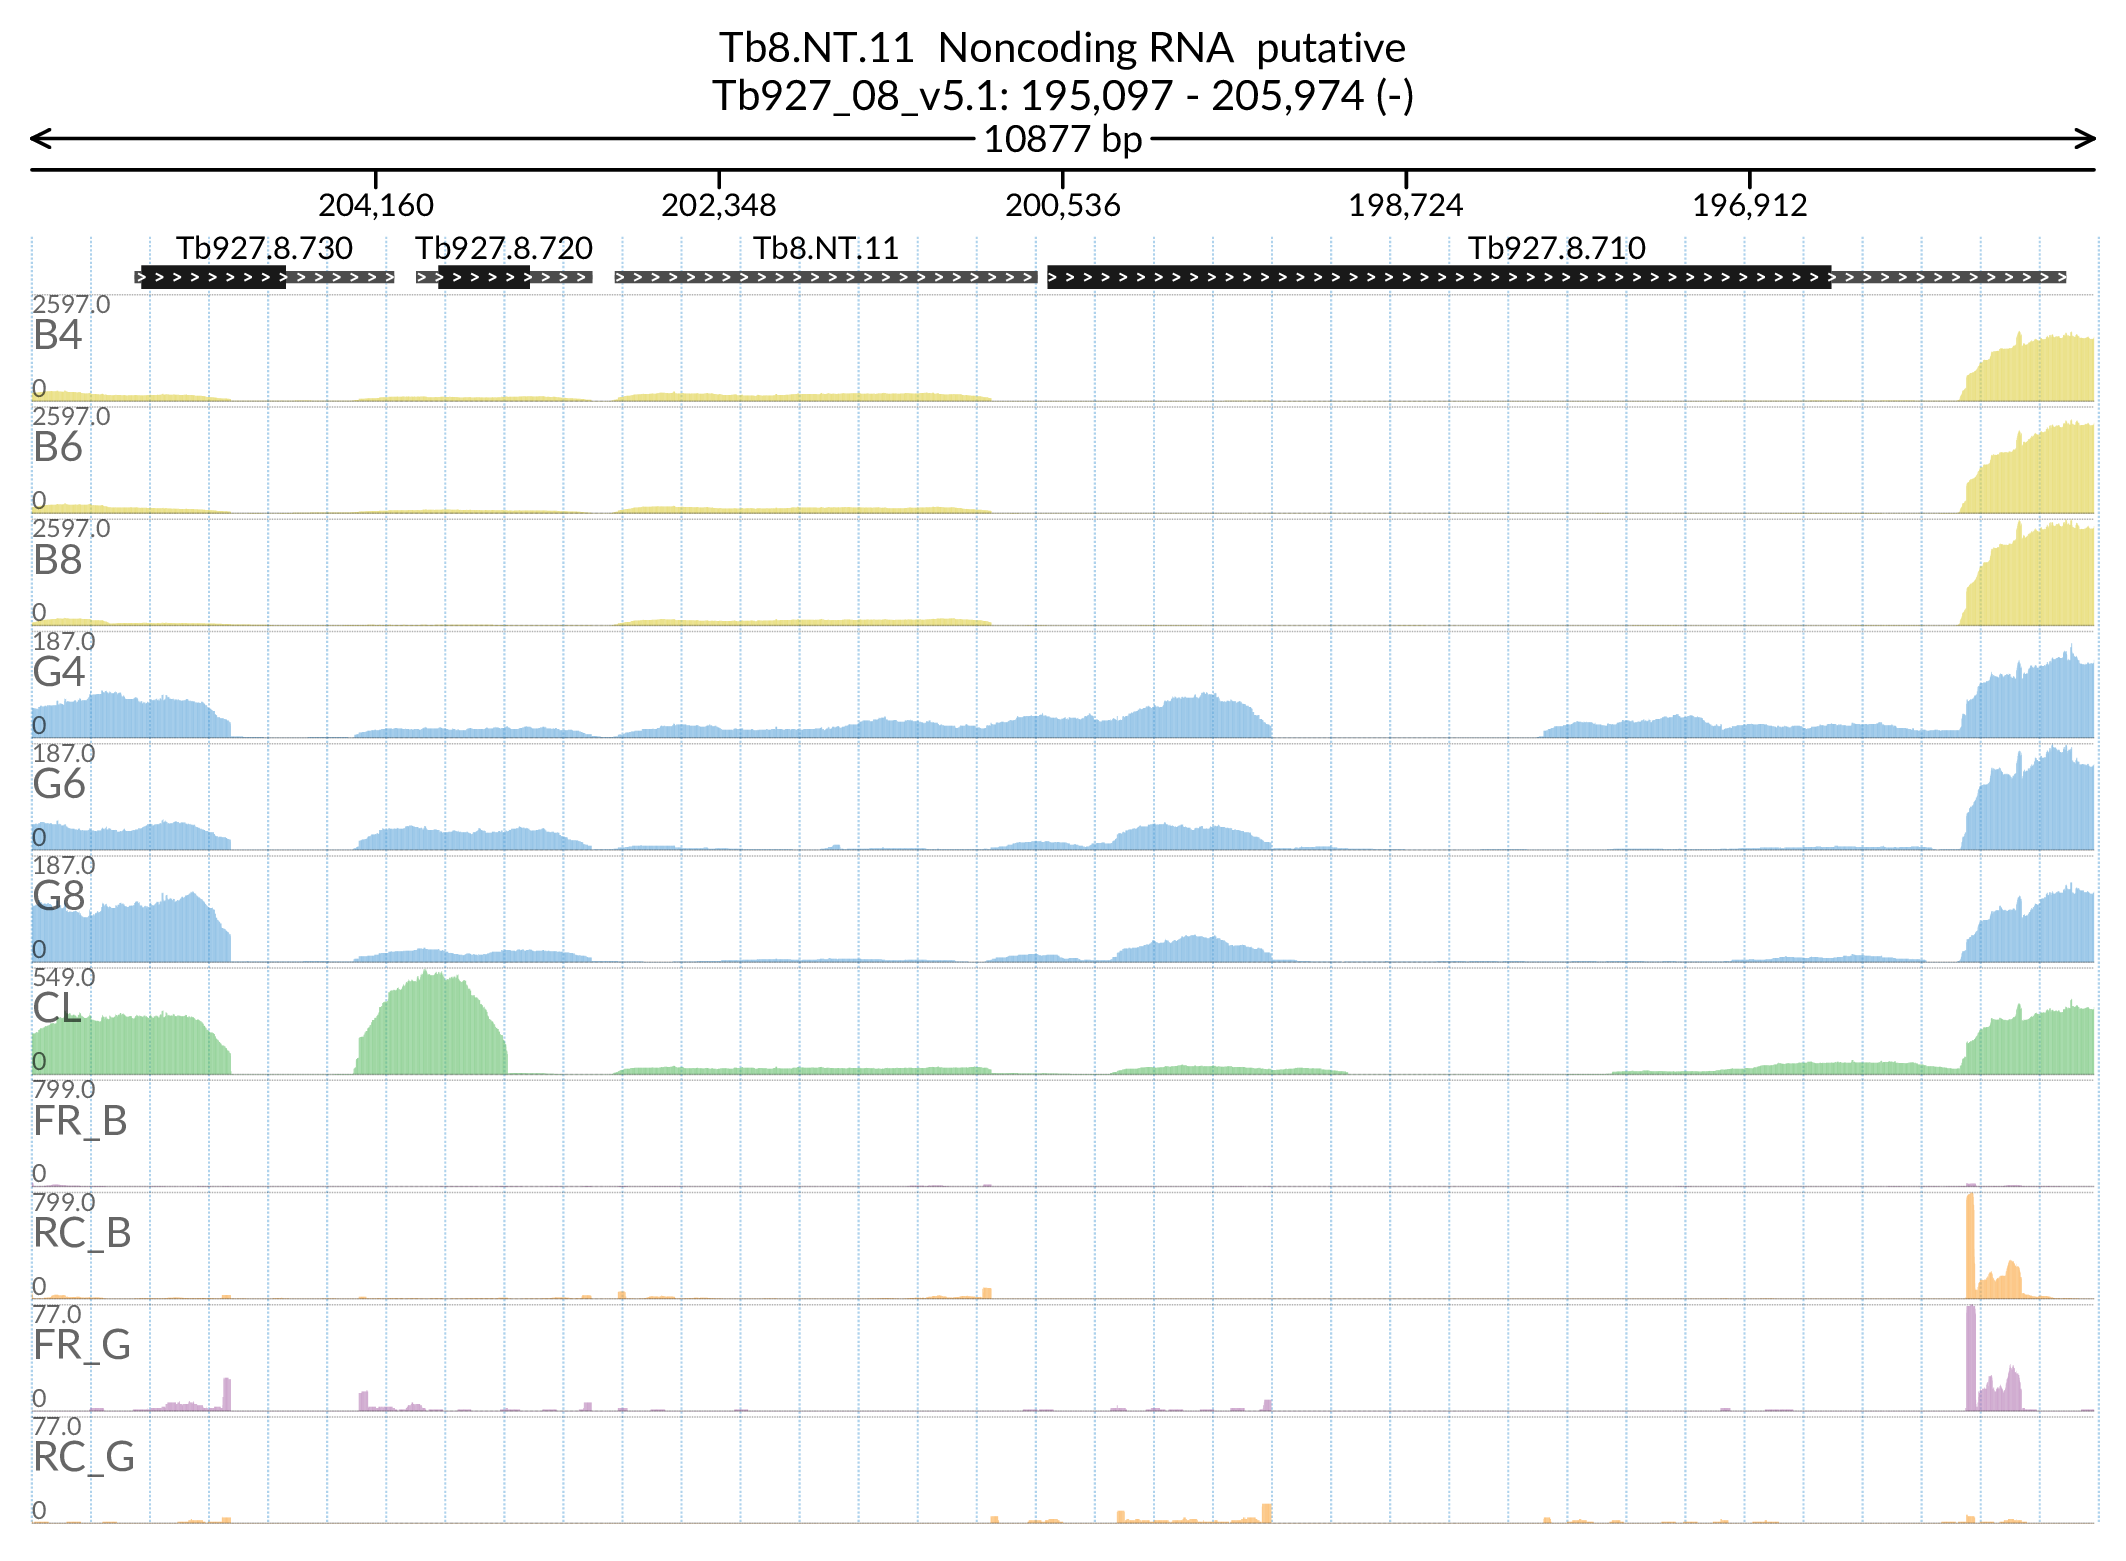 Tb8.NT.11  Noncoding RNA  putative
Tb927_08_v5.1: 195,097 - 205,974 (-)
10877 bp
204,160 202,348 200,536 198,724 196,912
Tb927.8.730 Tb927.8.720 Tb8.NT.11 Tb927.8.710
2597.0
B4
0
2597.0
B6
0
2597.0
B8
0
187.0
G4
0
187.0
G6
0
187.0
G8
0
549.0
CL
0
799.0
FR_B
0
799.0
RC_B
0
77.0
FR_G
0
77.0
RC_G
0